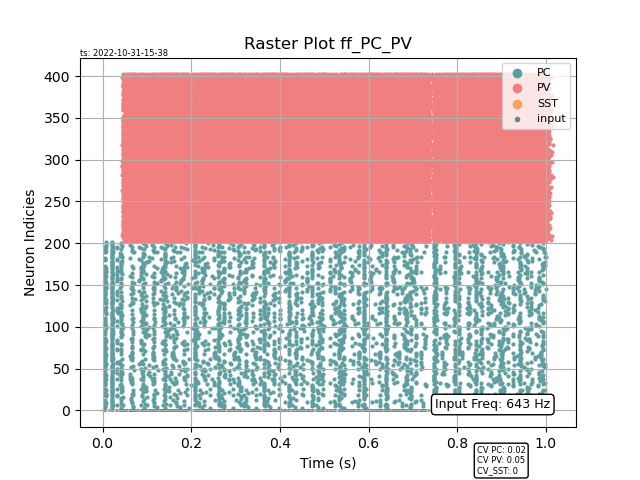 Raster Plot ff_PC_PV
ts: 2022-10-31-15-38
PC
PV
SST
input
400
350
300
250
200
150
100
50
0
Neuron Indicies
Input Freq: 643 Hz
0.0 0.2 0.4 0.6 0.8 1.0
Time (s)
CV PC: 0.02
CV PV: 0.05
CV_SST: 0